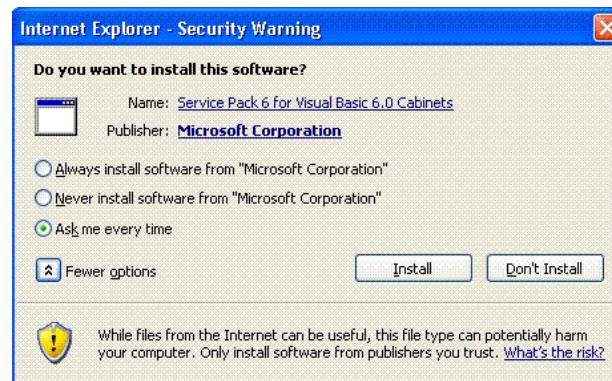 Internet Explorer - Security Warning
Do you want to install this software?
Name: Service Pack 6 for Visual Basic 6.0 Cabinets
Publisher: Microsoft Corporation
Always install software from "Microsoft Corporation"
Never install software from "Microsoft Corporation"
Ask me every time
Fewer options
Install
Don't Install
While files from the Internet can be useful, this file type can potentially harm
your computer. Only install software from publishers you trust. What's the risk?